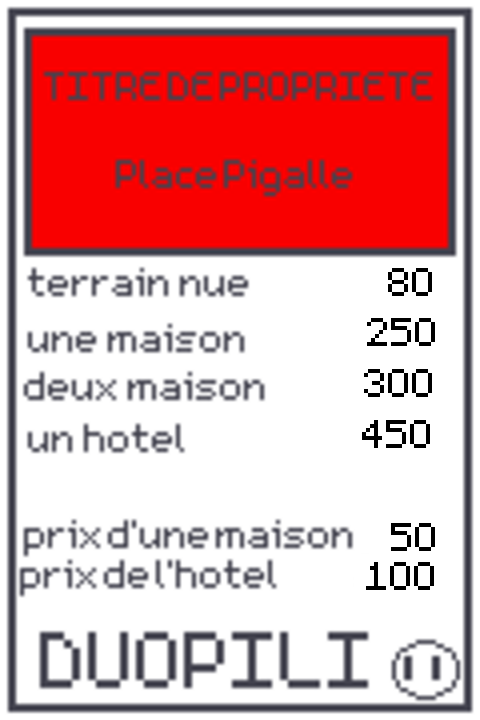 TITRE DE PROPRIETE
Place Pigalle
terrain nue 80
une maison 250
deux maison 300
un hotel 450
prix d'une maison 50
prix de l'hotel 100
DUOPILI